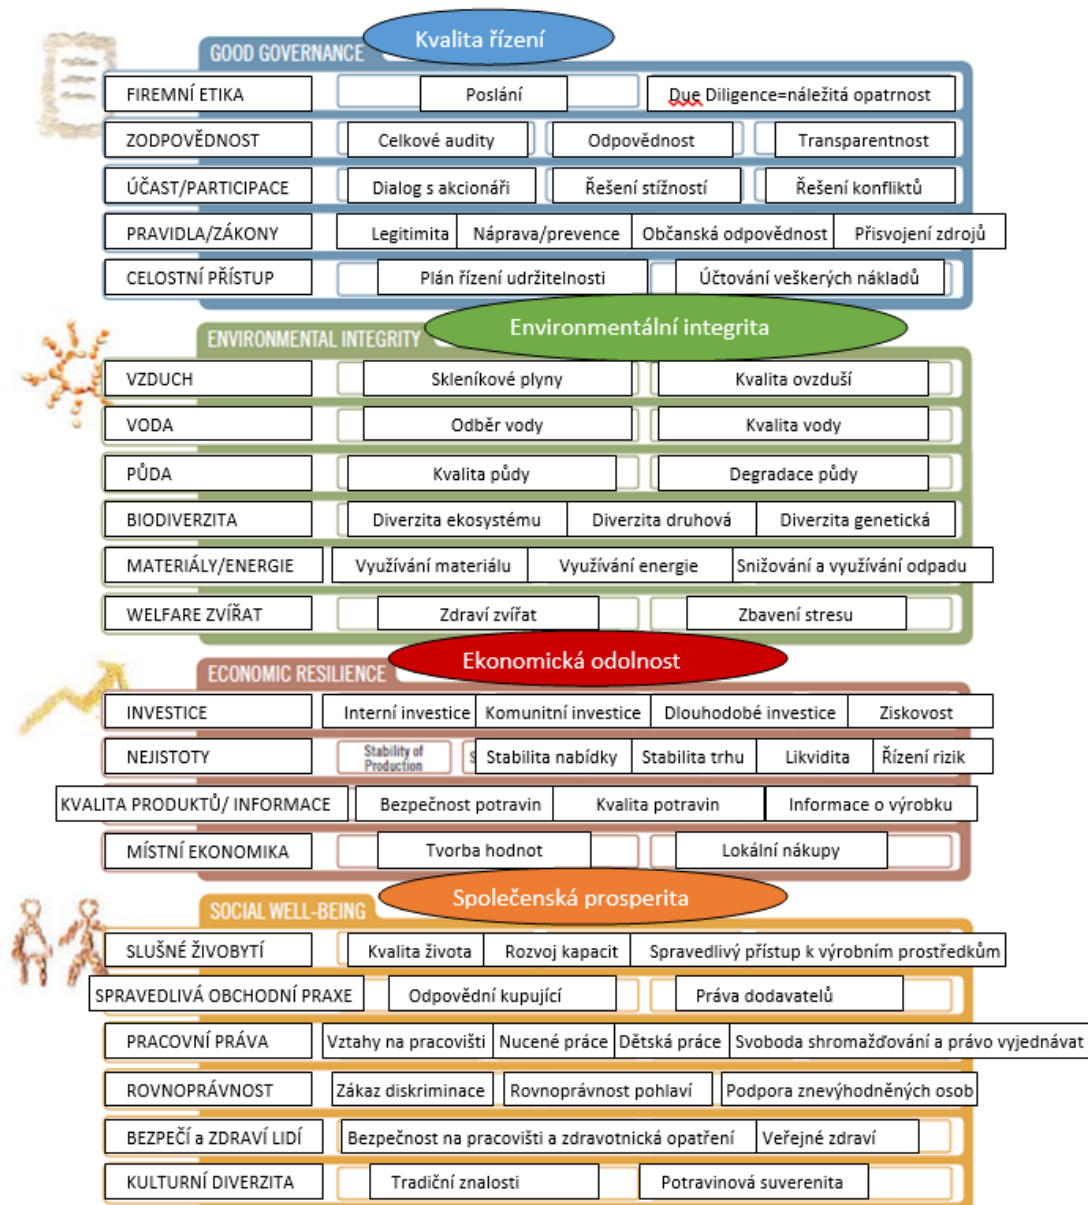 Kvalita řízení
GOOD GOVERNANCE
FIREMNÍ ETIKA Poslání Due Diligence=náležitá opatrnost
ZODPOVĚDNOST Celkové audity Odpovědnost Transparentnost
ÚČAST/PARTICIPACE Dialog s akcionáři Řešení stížností Řešení konfliktů
PRAVIDLA/ZÁKONY Legitimita Náprava/prevence Občanská odpovědnost Přisvojení zdrojů
CELOSTNÍ PŘÍSTUP Plán řízení udržitelnosti Účtování veškerých nákladů
Environmentální integrita
ENVIRONMENTAL INTEGRITY
VZDUCH Skleníkové plyny Kvalita ovzduší
VODA Odběr vody Kvalita vody
PŮDA Kvalita půdy Degradace půdy
BIODIVERZITA Diverzita ekosystému Diverzita druhová Diverzita genetická
MATERIÁLY/ENERGIE Využívání materiálu Využívání energie Snižování a využívání odpadu
WELFARE ZVÍŘAT Zdraví zvířat Zbavení stresu
Ekonomická odolnost
ECONOMIC RESILIENCE
INVESTICE Interní investice Komunitní investice Dlouhodobé investice Ziskovost
NEJISTOTY Stability of Production Stabilita nabídky Stabilita trhu Likvidita Řízení rizik
KVALITA PRODUKTŮ/ INFORMACE Bezpečnost potravin Kvalita potravin Informace o výrobku
MÍSTNÍ EKONOMIKA Tvorba hodnot Lokální nákupy
Společenská prosperita
SOCIAL WELL-BEING
SLUŠNÉ ŽIVOBYTÍ Kvalita života Rozvoj kapacit Spravedlivý přístup k výrobním prostředkům
SPRAVEDLIVÁ OBCHODNÍ PRAXE Odpovědní kupující Práva dodavatelů
PRACOVNÍ PRÁVA Vztahy na pracovišti Nucené práce Dětská práce Svoboda shromažďování a právo vyjednávat
ROVNOPRÁVNOST Zákaz diskriminace Rovnoprávnost pohlaví Podpora znevýhodněných osob
BEZPEČÍ a ZDRAVÍ LIDÍ Bezpečnost na pracovišti a zdravotnická opatření Veřejné zdraví
KULTURNÍ DIVERZITA Tradiční znalosti Potravinová suverenita